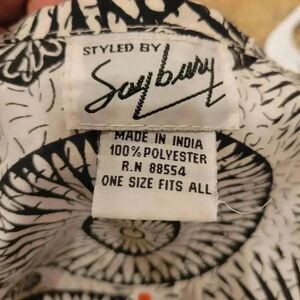 STYLED BY
Saybury
MADE IN INDIA
100% POLYESTER
R.N 88554
ONE SIZE FITS ALL